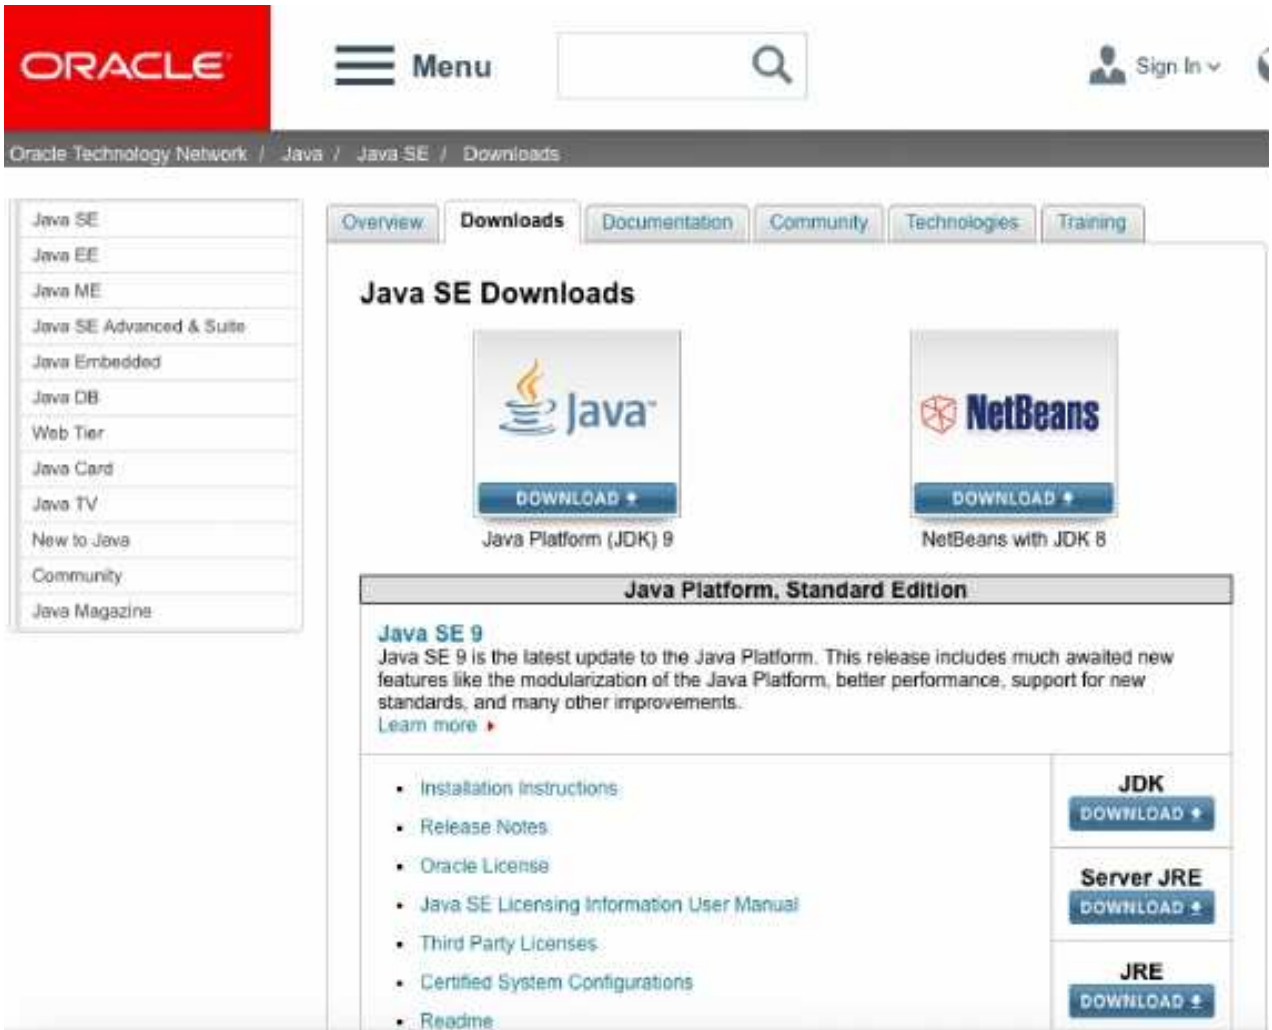 ORACLE
Menu
Sign In
Oracle Technology Network / Java / Java SE / Downloads
Java SE
Java EE
Java ME
Java SE Advanced & Suite
Java Embedded
Java DB
Web Tier
Java Card
Java TV
New to Java
Community
Java Magazine
Overview Downloads Documentation Community Technologies Training
Java SE Downloads
Java™
DOWNLOAD
Java Platform (JDK) 9
NetBeans
DOWNLOAD
NetBeans with JDK 8
Java Platform, Standard Edition
Java SE 9
Java SE 9 is the latest update to the Java Platform. This release includes much awaited new
features like the modularization of the Java Platform, better performance, support for new
standards, and many other improvements.
Learn more
• Installation Instructions
• Release Notes
• Oracle License
• Java SE Licensing Information User Manual
• Third Party Licenses
• Certified System Configurations
• Readme
JDK
DOWNLOAD
Server JRE
DOWNLOAD
JRE
DOWNLOAD